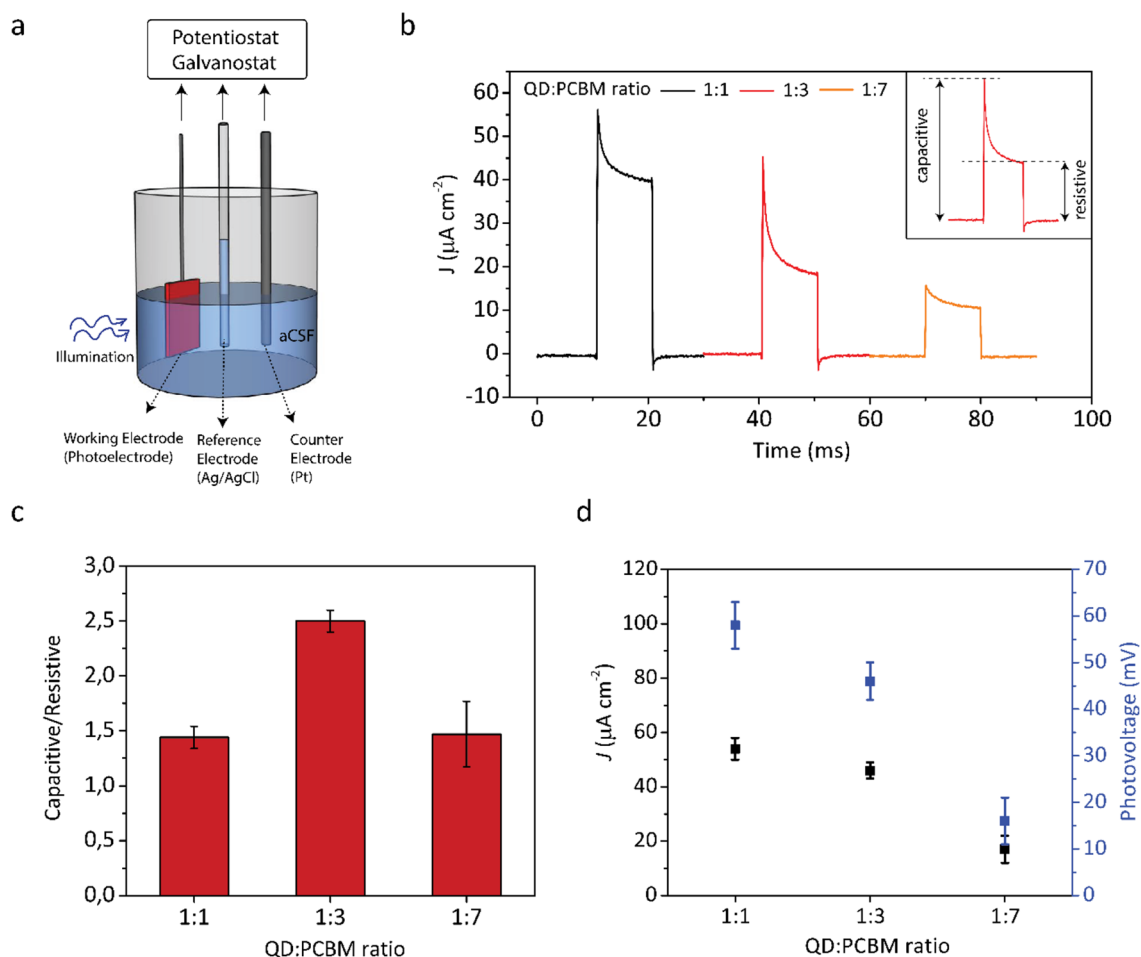 a
Potentiostat
Galvanostat
aCSF
Illumination
Working Electrode
(Photoelectrode)
Reference
Electrode
(Ag/AgCl)
Counter
Electrode
(Pt)
b
QD:PCBM ratio 1:1 1:3 1:7
capacitive
resistive
60
50
40
30
20
10
0
-10
J (μA cm⁻²)
0 20 40 60 80 100
Time (ms)
c
3,0
2,5
2,0
1,5
1,0
0,5
0,0
Capacitive/Resistive
1:1 1:3 1:7
QD:PCBM ratio
d
120
100
80
60
40
20
0
J (μA cm⁻²)
70
60
50
40
30
20
10
0
Photovoltage (mV)
1:1 1:3 1:7
QD:PCBM ratio